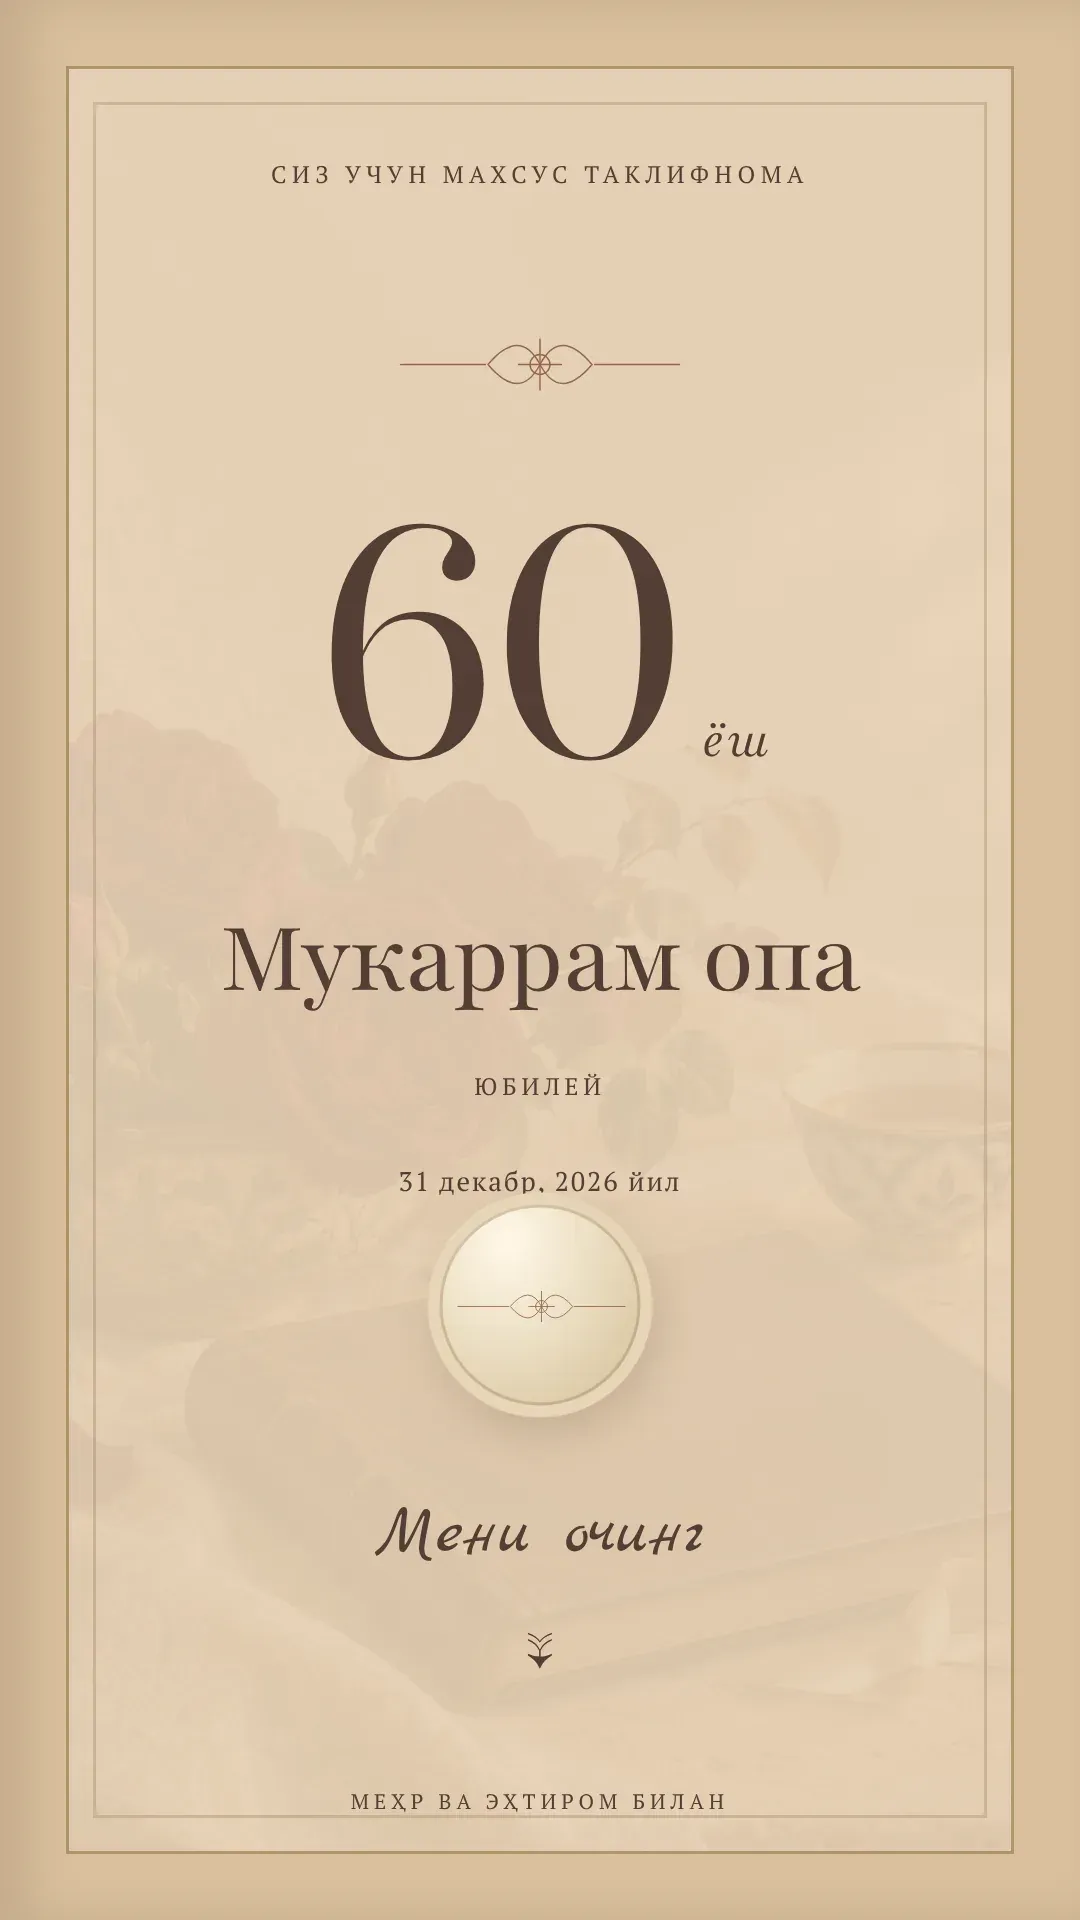 СИЗ УЧУН МАХСУС ТАКЛИФНОМА
60 ёш
Мукаррам опа
ЮБИЛЕЙ
31 декабр, 2026 йил
Мени очинг
МЕҲР ВА ЭҲТИРОМ БИЛАН